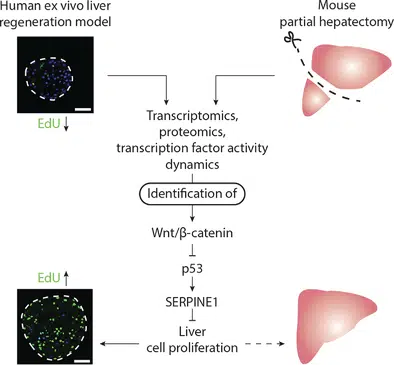 Human ex vivo liver
regeneration model
Mouse
partial hepatectomy
EdU
Transcriptomics,
proteomics,
transcription factor activity
dynamics
Identification of
Wnt/β-catenin
p53
SERPINE1
EdU
Liver
cell proliferation